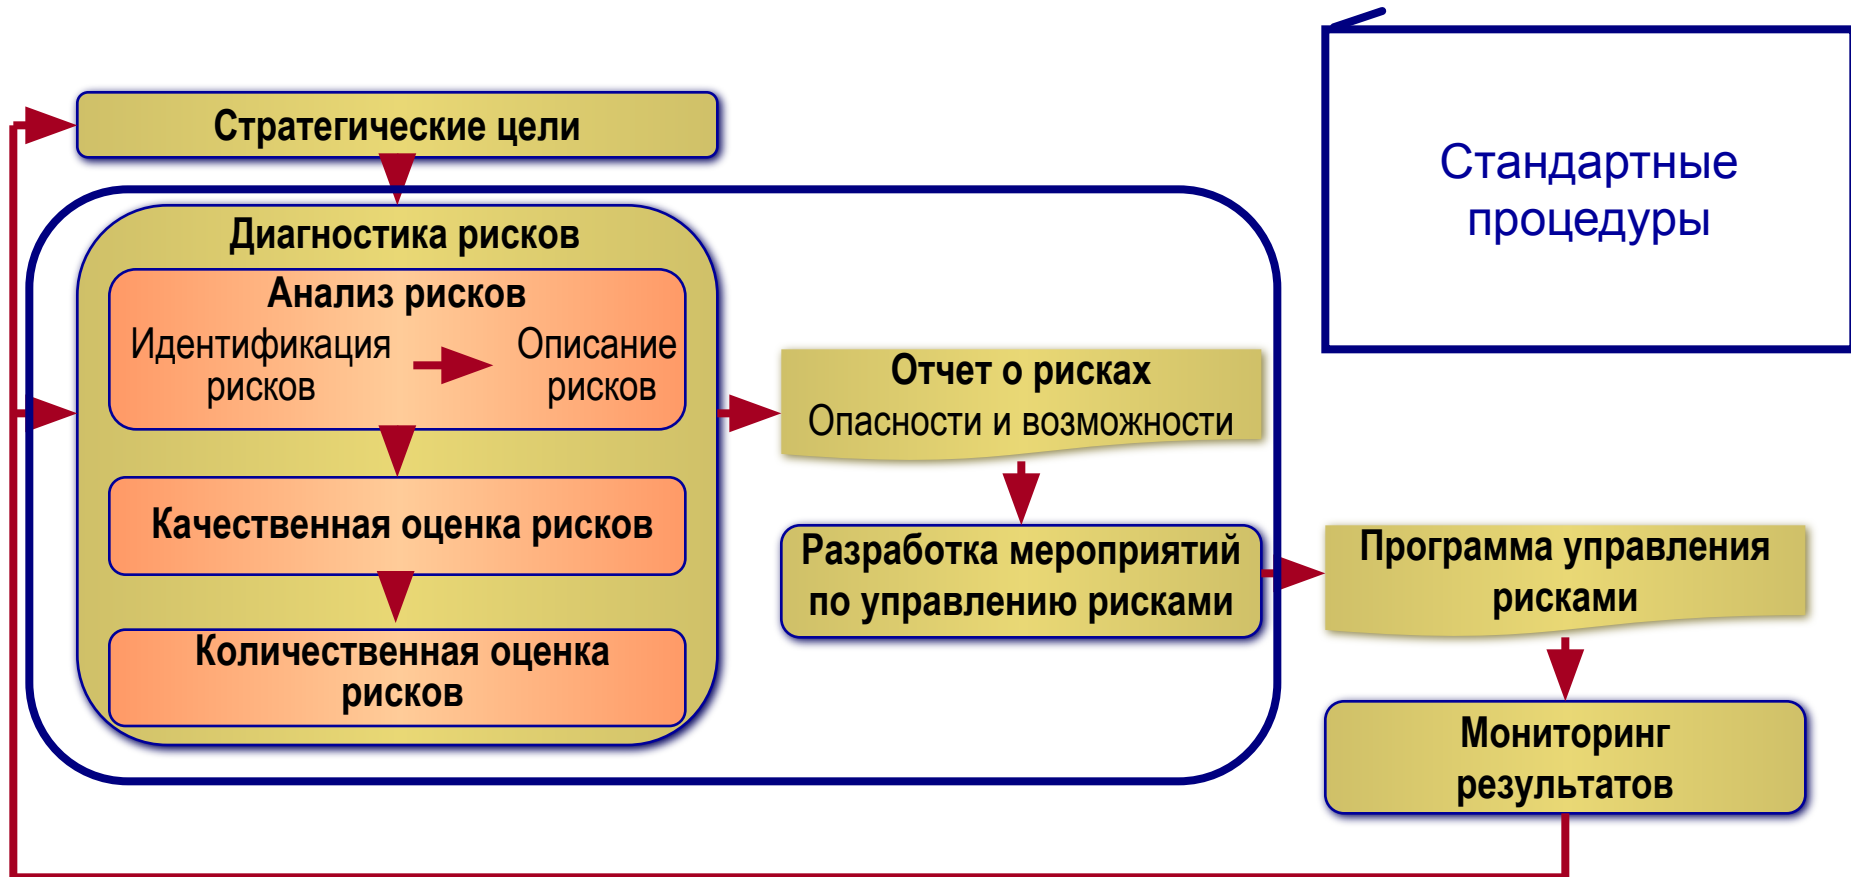 Стратегические цели
Диагностика рисков
Анализ рисков
Идентификация
рисков
Описание
рисков
Качественная оценка рисков
Количественная оценка
рисков
Отчет о рисках
Опасности и возможности
Разработка мероприятий
по управлению рисками
Программа управления
рисками
Мониторинг
результатов
Стандартные
процедуры